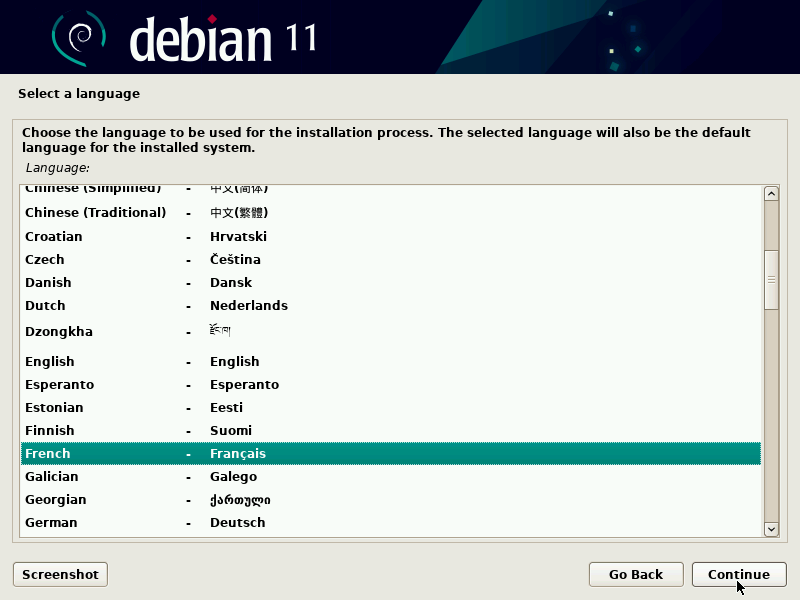 debian 11
Select a language
Choose the language to be used for the installation process. The selected language will also be the default
language for the installed system.
Language:
Chinese (Simplified) - 中文(简体)
Chinese (Traditional) - 中文(繁體)
Croatian - Hrvatski
Czech - Čeština
Danish - Dansk
Dutch - Nederlands
Dzongkha - རྫོང་ཁ།
English - English
Esperanto - Esperanto
Estonian - Eesti
Finnish - Suomi
French - Français
Galician - Galego
Georgian - ქართული
German - Deutsch
Screenshot Go Back Continue